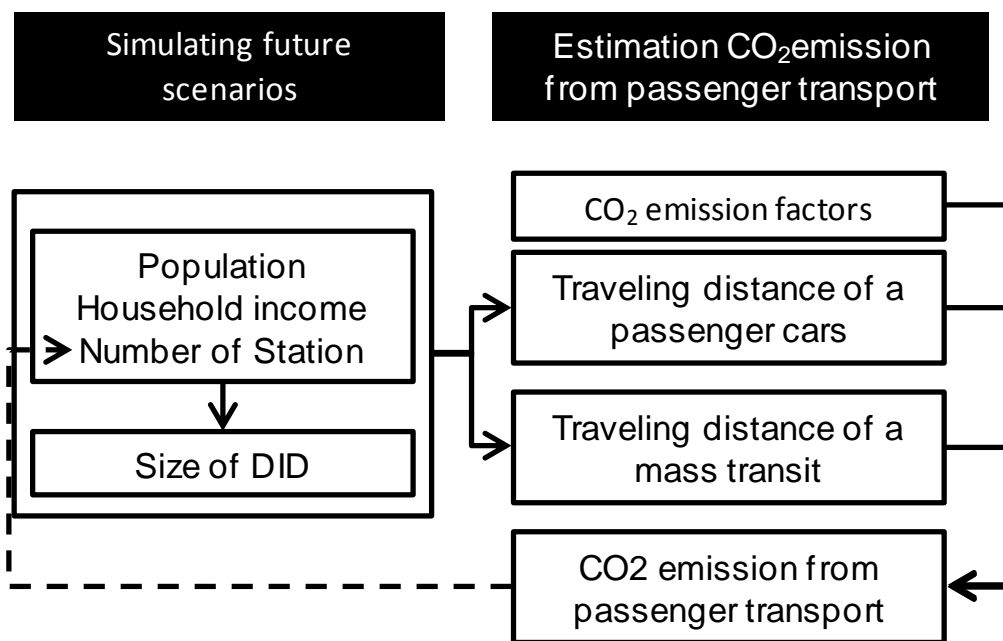 Simulating future
scenarios
Estimation CO₂emission
from passenger transport
Population
Household income
Number of Station
Size of DID
CO₂ emission factors
Traveling distance of a
passenger cars
Traveling distance of a
mass transit
CO2 emission from
passenger transport